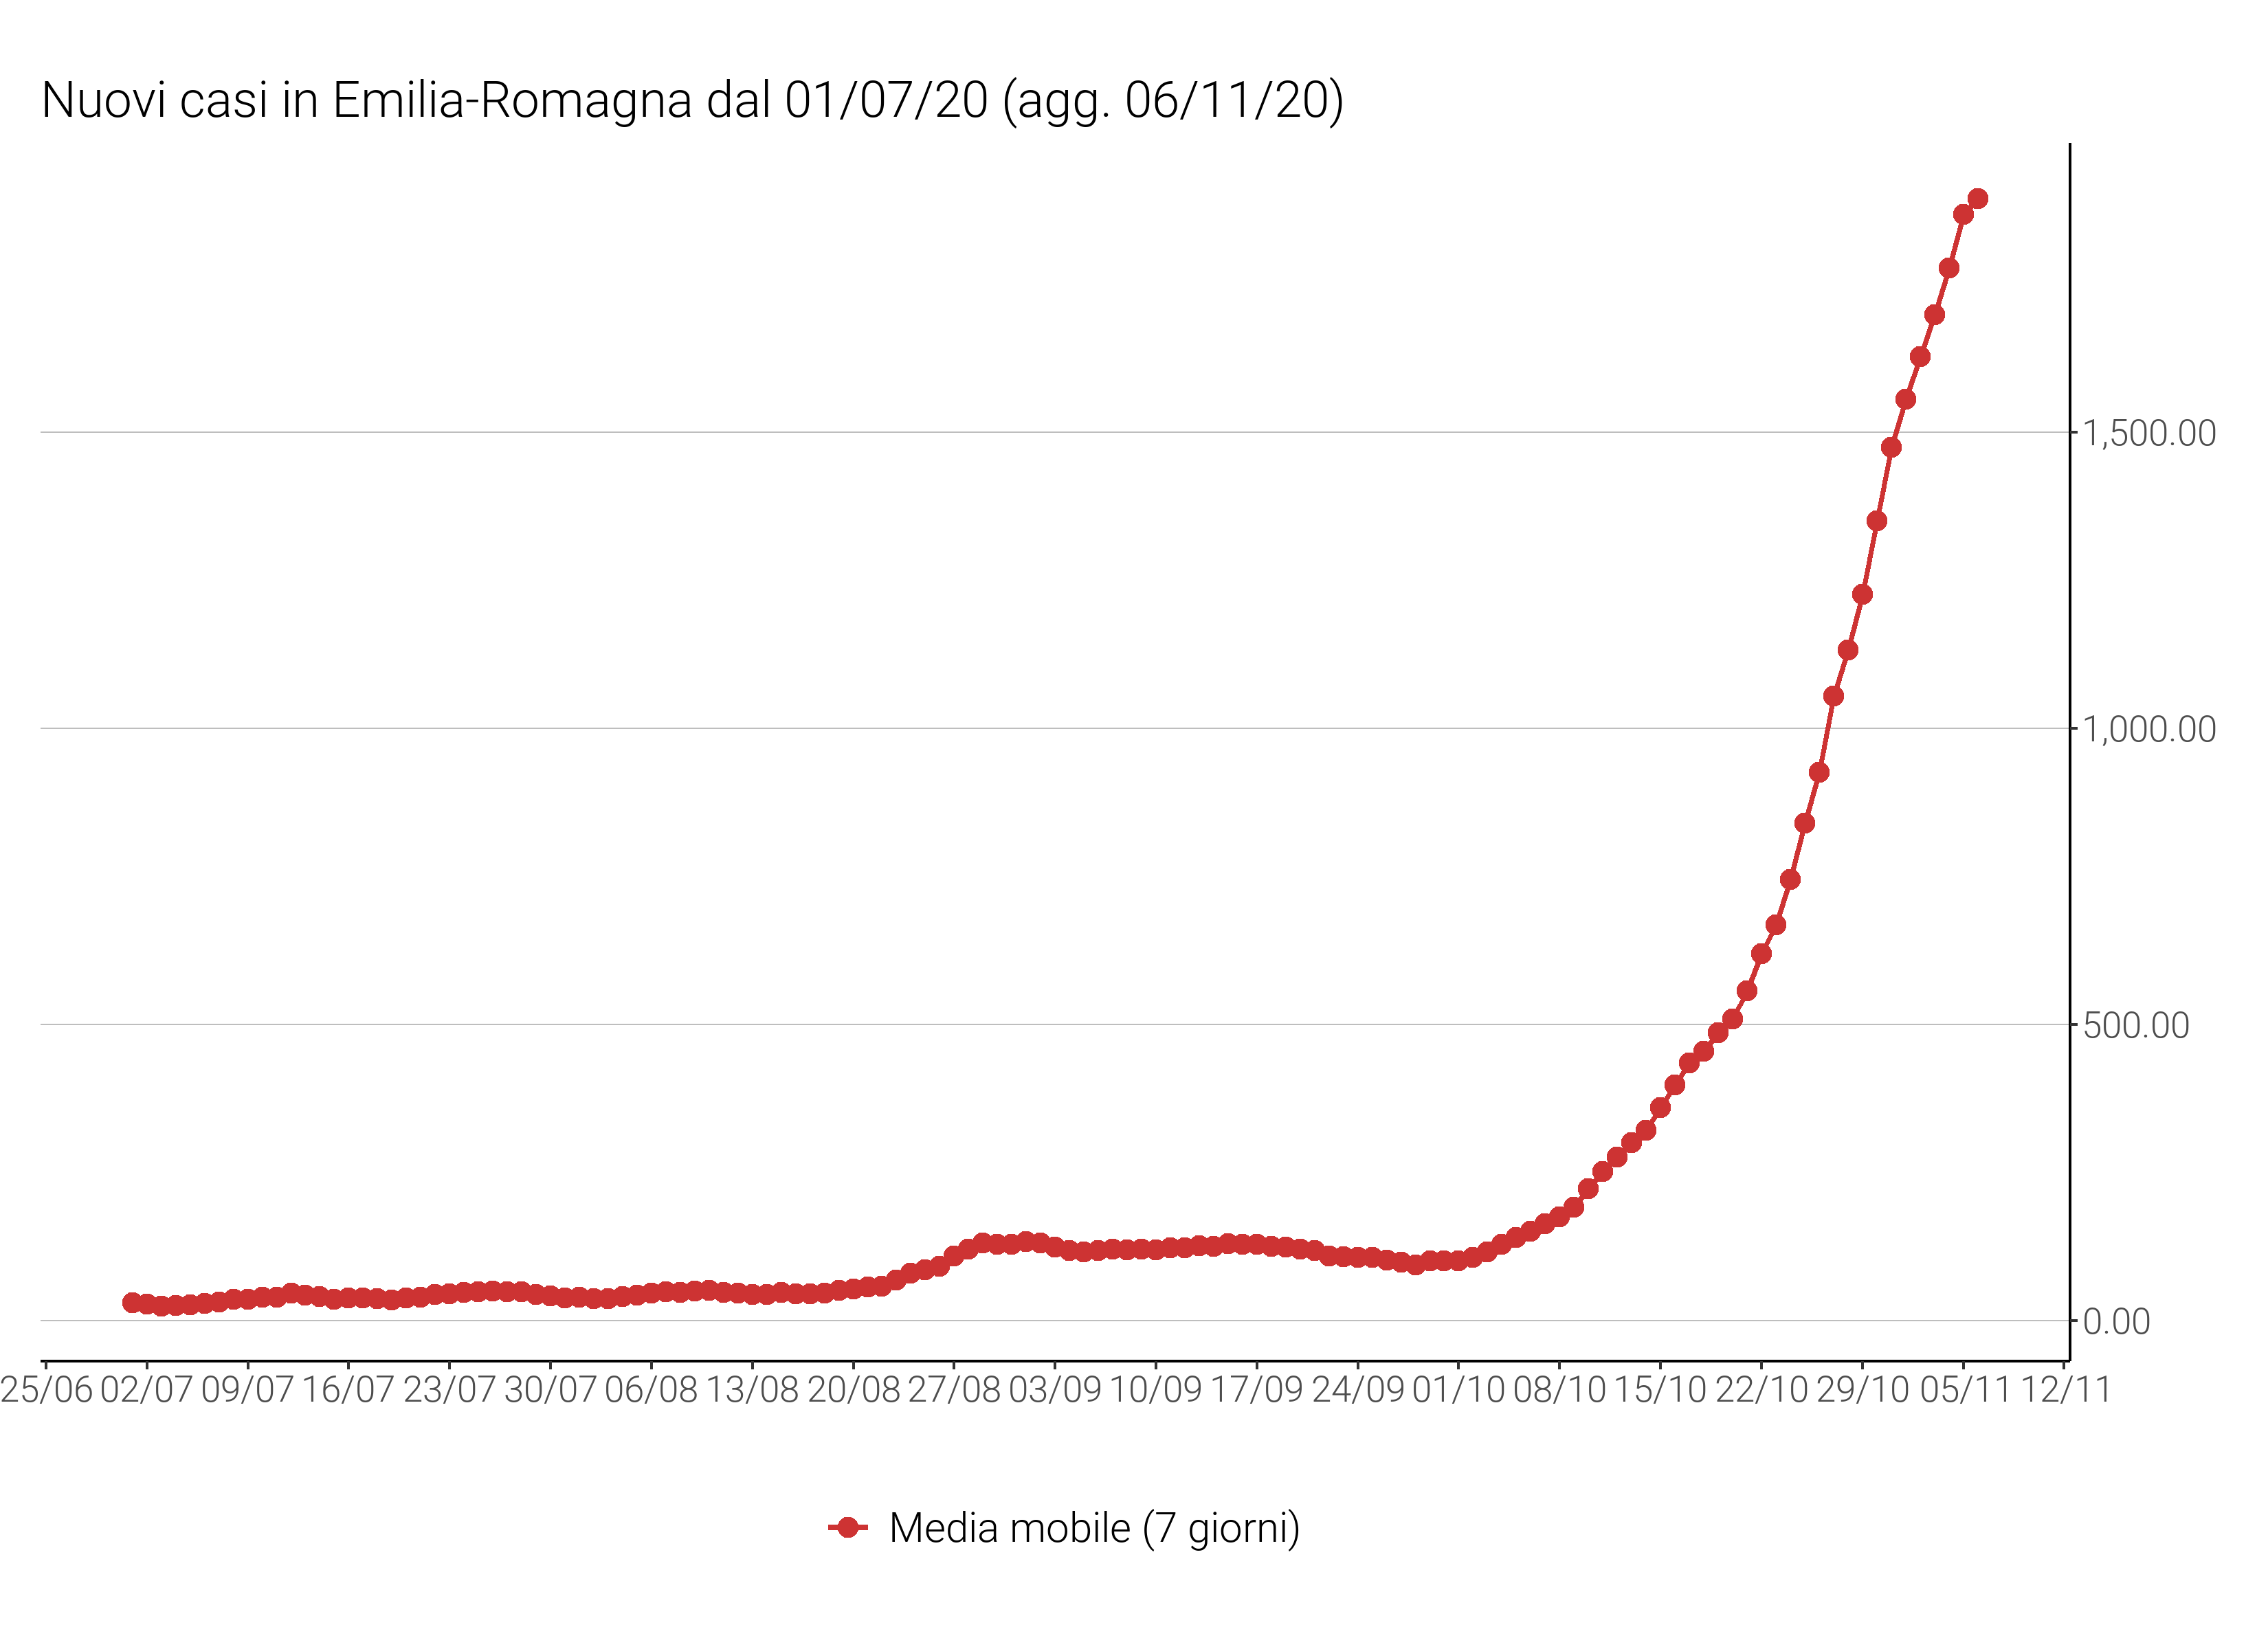 Nuovi casi in Emilia-Romagna dal 01/07/20 (agg. 06/11/20)
1,500.00
1,000.00
500.00
0.00
25/06 02/07 09/07 16/07 23/07 30/07 06/08 13/08 20/08 27/08 03/09 10/09 17/09 24/09 01/10 08/10 15/10 22/10 29/10 05/11 12/11
Media mobile (7 giorni)